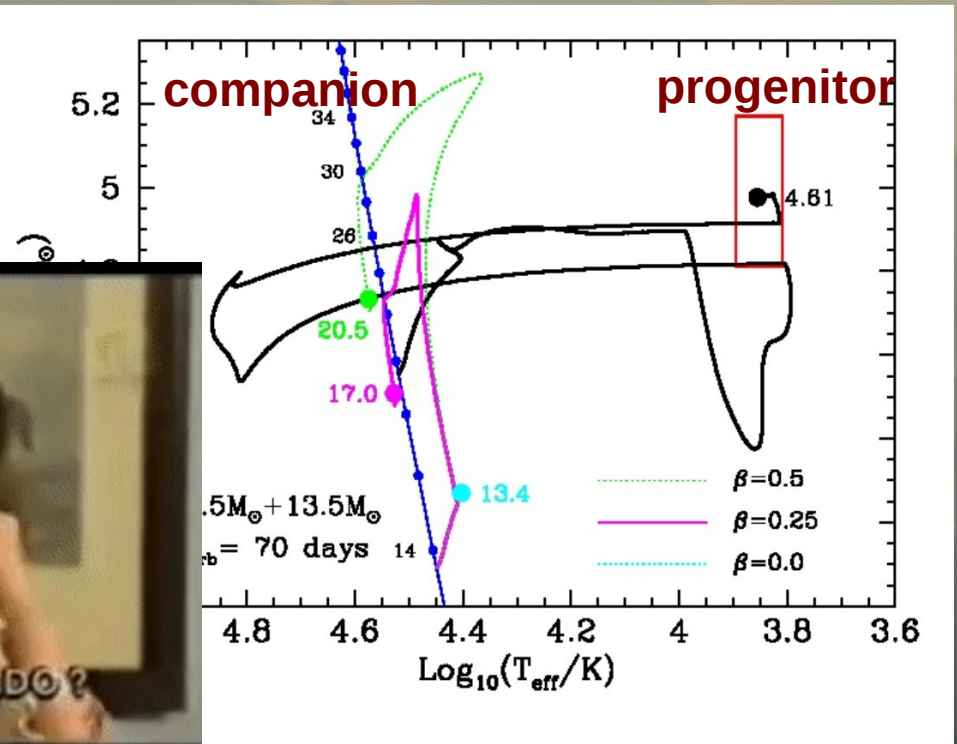 companion
progenitor
5.2
34
30
5
4.61
26
20.5
17.0
13.4
β=0.5
.5M⊙+13.5M⊙
β=0.25
rb= 70 days
14
β=0.0
4.8 4.6 4.4 4.2 4 3.8 3.6
Log10(Teff/K)
DO?